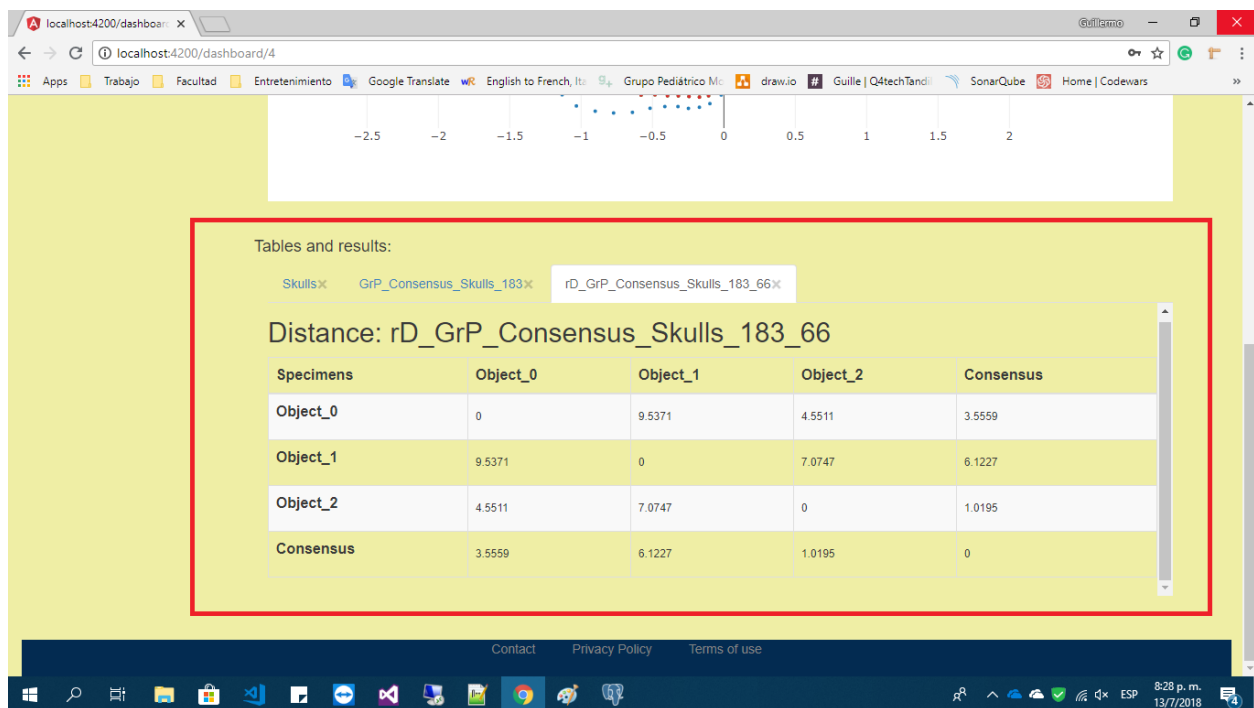 localhost:4200/dashboar
Guillermo
localhost:4200/dashboard/4
Apps Trabajo Facultad Entretenimiento Google Translate English to French, Ita Grupo Pediátrico Mo draw.io Guille | Q4techTandi SonarQube Home | Codewars »
−2.5 −2 −1.5 −1 −0.5 0 0.5 1 1.5 2
Tables and results:
Skulls× GrP_Consensus_Skulls_183× rD_GrP_Consensus_Skulls_183_66×
Distance: rD_GrP_Consensus_Skulls_183_66
Specimens Object_0 Object_1 Object_2 Consensus
Object_0 0 9.5371 4.5511 3.5559
Object_1 9.5371 0 7.0747 6.1227
Object_2 4.5511 7.0747 0 1.0195
Consensus 3.5559 6.1227 1.0195 0
Contact Privacy Policy Terms of use
ESP
8:28 p. m.
13/7/2018
4